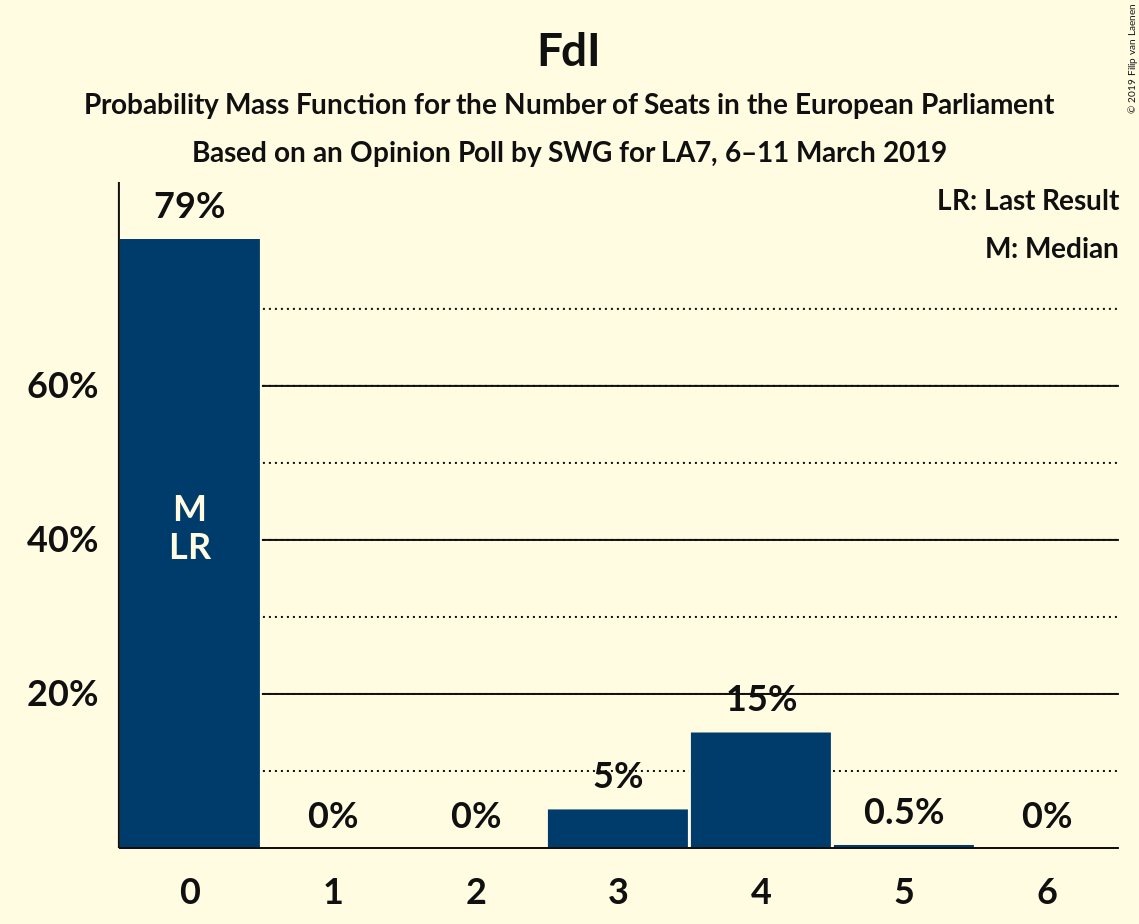 FdI
Probability Mass Function for the Number of Seats in the European Parliament
Based on an Opinion Poll by SWG for LA7, 6–11 March 2019
© 2019 Filip van Laenen
LR: Last Result
M: Median
79%
60%
40%
20%
M
LR
0%
0%
5%
15%
0.5%
0%
0
1
2
3
4
5
6